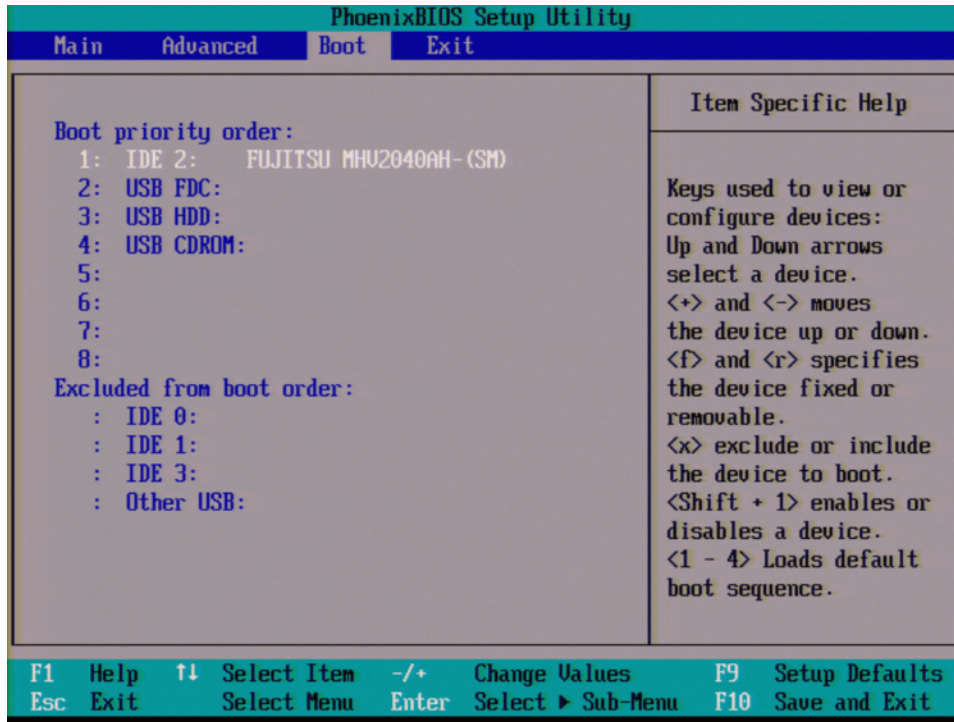 PhoenixBIOS Setup Utility
Main Advanced Boot Exit
Boot priority order:
1: IDE 2: FUJITSU MHV2040AH-(SM)
2: USB FDC:
3: USB HDD:
4: USB CDROM:
5:
6:
7:
8:
Excluded from boot order:
: IDE 0:
: IDE 1:
: IDE 3:
: Other USB:
Item Specific Help
Keys used to view or
configure devices:
Up and Down arrows
select a device.
<+> and <-> moves
the device up or down.
<f> and <r> specifies
the device fixed or
removable.
<x> exclude or include
the device to boot.
<Shift + 1> enables or
disables a device.
<1 - 4> Loads default
boot sequence.
F1 Help ↑↓ Select Item -/+ Change Values F9 Setup Defaults
Esc Exit Select Menu Enter Select ▶ Sub-Menu F10 Save and Exit